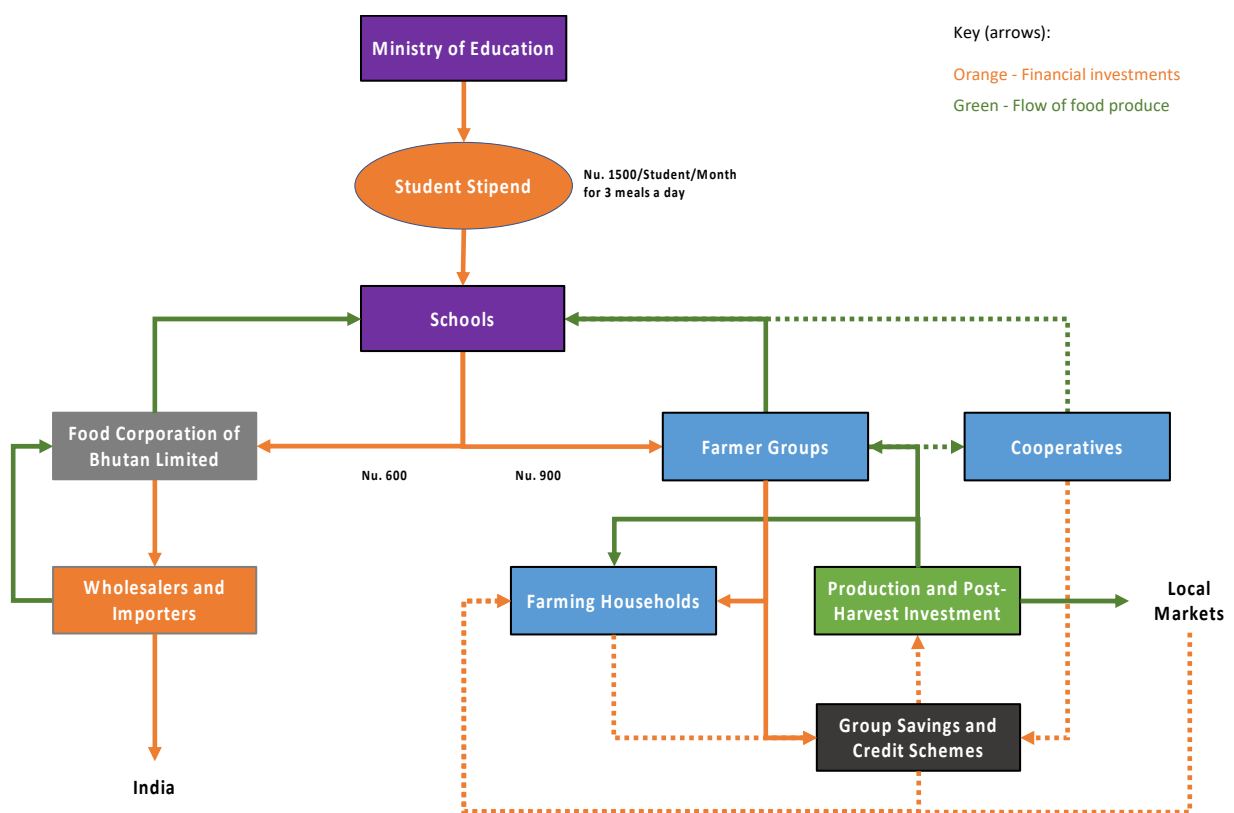 Ministry of Education
Key (arrows):
Orange - Financial investments
Green - Flow of food produce
Student Stipend
Nu. 1500/Student/Month
for 3 meals a day
Schools
Food Corporation of
Bhutan Limited
Farmer Groups
Cooperatives
Nu. 600
Nu. 900
Wholesalers and
Importers
Farming Households
Production and Post-
Harvest Investment
Local
Markets
Group Savings and
Credit Schemes
India